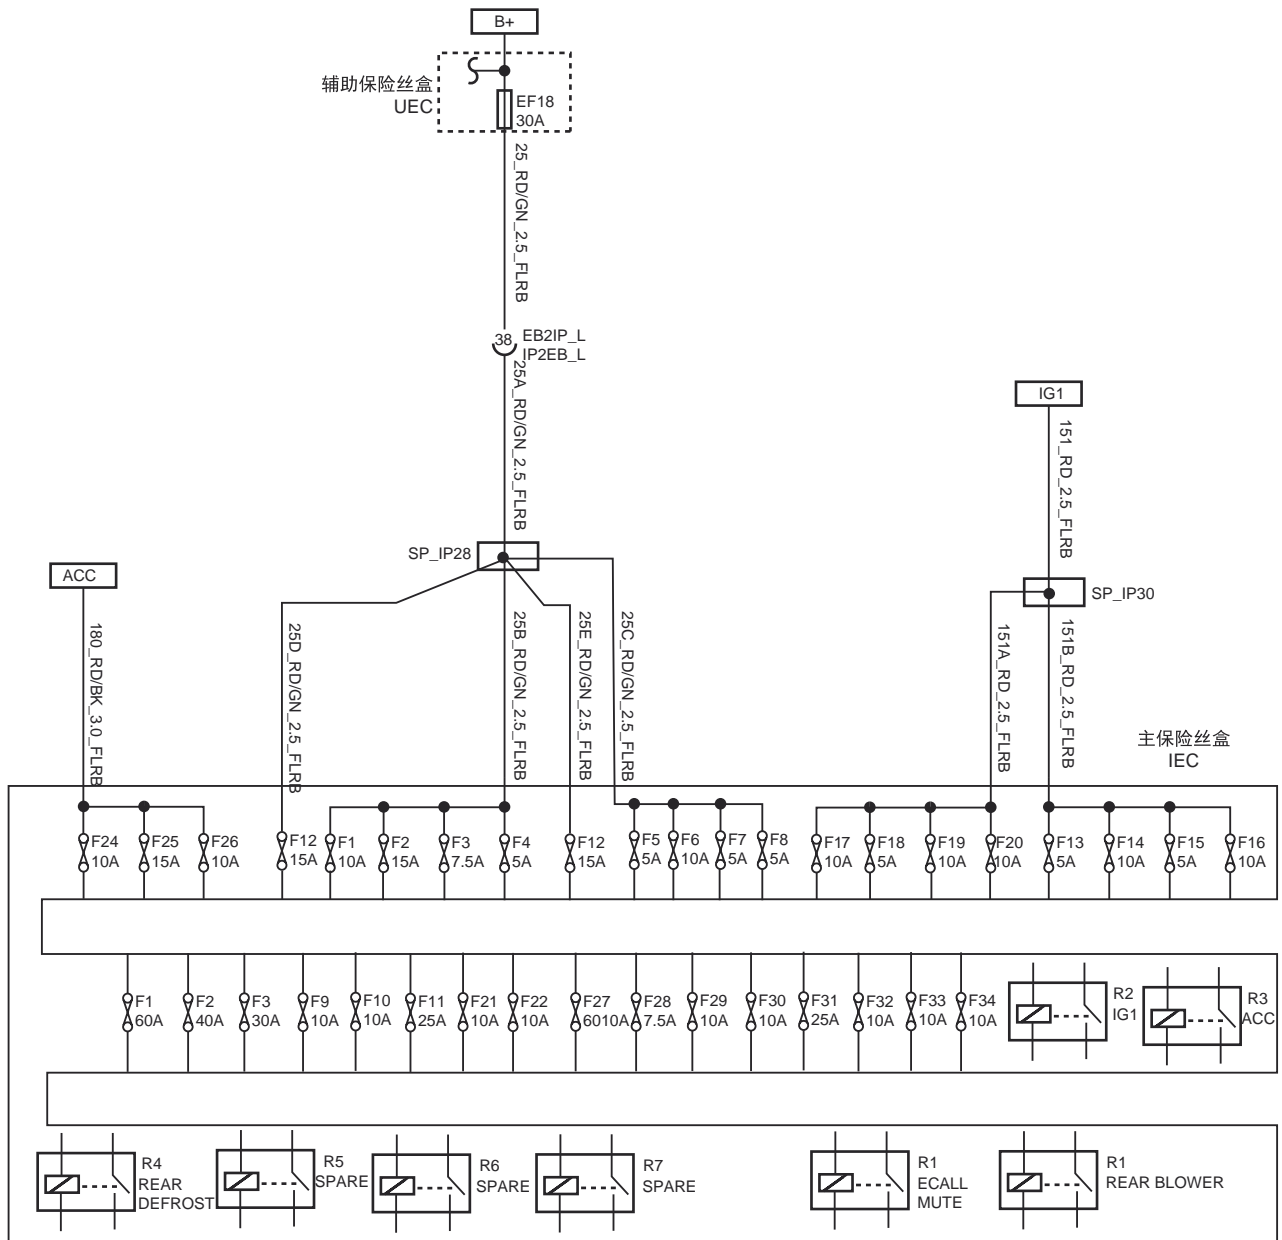 B+
辅助保险丝盒
UEC
EF18
30A
25_RD/GN_2.5_FLRB
38
EB2IP_L
IP2EB_L
25A_RD/GN_2.5_FLRB
IG1
151_RD_2.5_FLRB
SP_IP28
ACC
SP_IP30
180_RD/BK_3.0_FLRB
25D_RD/GN_2.5_FLRB
25B_RD/GN_2.5_FLRB
25E_RD/GN_2.5_FLRB
25C_RD/GN_2.5_FLRB
151A_RD_2.5_FLRB
151B_RD_2.5_FLRB
主保险丝盒
IEC
F24
10A
F25
15A
F26
10A
F12
15A
F1
10A
F2
15A
F3
7.5A
F4
5A
F12
15A
F5
5A
F6
10A
F7
5A
F8
5A
F17
10A
F18
5A
F19
10A
F20
10A
F13
5A
F14
10A
F15
5A
F16
10A
F1
60A
F2
40A
F3
30A
F9
10A
F10
10A
F11
25A
F21
10A
F22
10A
F27
6010A
F28
7.5A
F29
10A
F30
10A
F31
25A
F32
10A
F33
10A
F34
10A
R2
IG1
R3
ACC
R4
REAR
DEFROST
R5
SPARE
R6
SPARE
R7
SPARE
R1
ECALL
MUTE
R1
REAR BLOWER